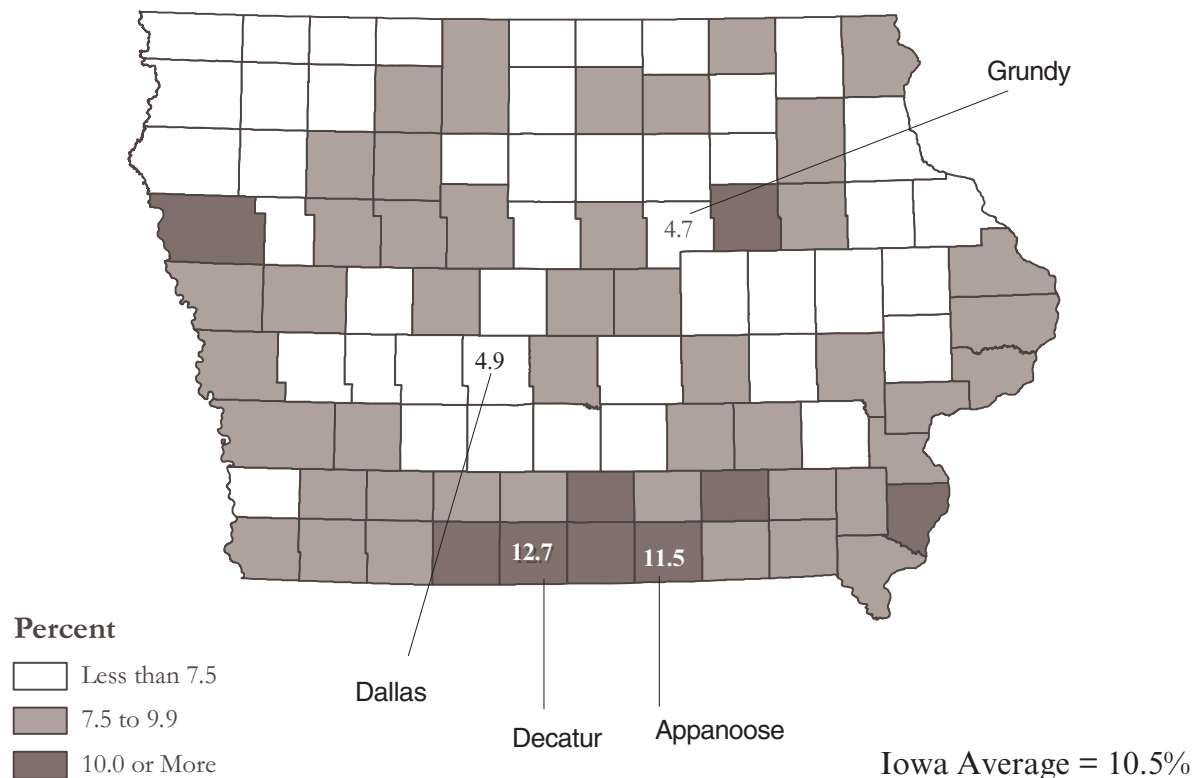 Grundy
4.7
4.9
12.7
11.5
Percent
Less than 7.5
7.5 to 9.9
10.0 or More
Dallas
Decatur
Appanoose
Iowa Average = 10.5%